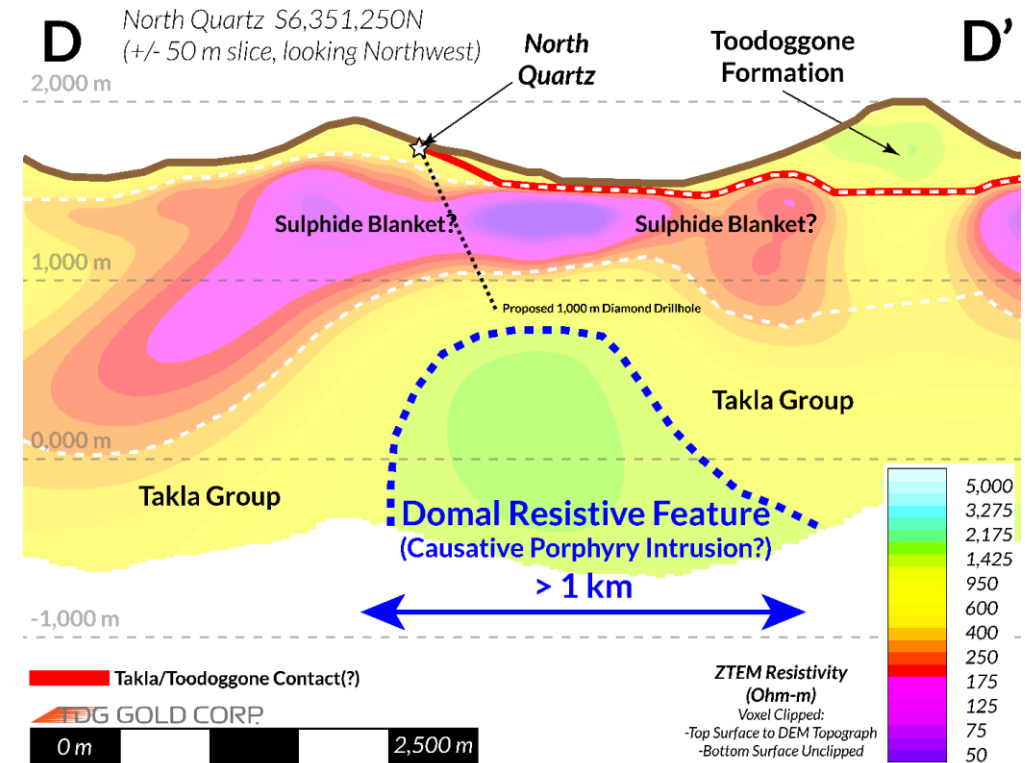 D
North Quartz S6,351,250N
(+/- 50 m slice, looking Northwest)
North
Quartz
Toodoggone
Formation
D'
2,000 m
Sulphide Blanket?
Sulphide Blanket?
1,000 m
Proposed 1,000 m Diamond Drillhole
Takla Group
0,000 m
Takla Group
Domal Resistive Feature
(Causative Porphyry Intrusion?)
> 1 km
-1,000 m
5,000
3,275
2,175
1,425
950
600
400
250
175
125
75
50
Takla/Toodoggone Contact(?)
TDG GOLD CORP.
0 m
2,500 m
ZTEM Resistivity
(Ohm-m)
Voxel Clipped:
-Top Surface to DEM Topograph
-Bottom Surface Unclipped